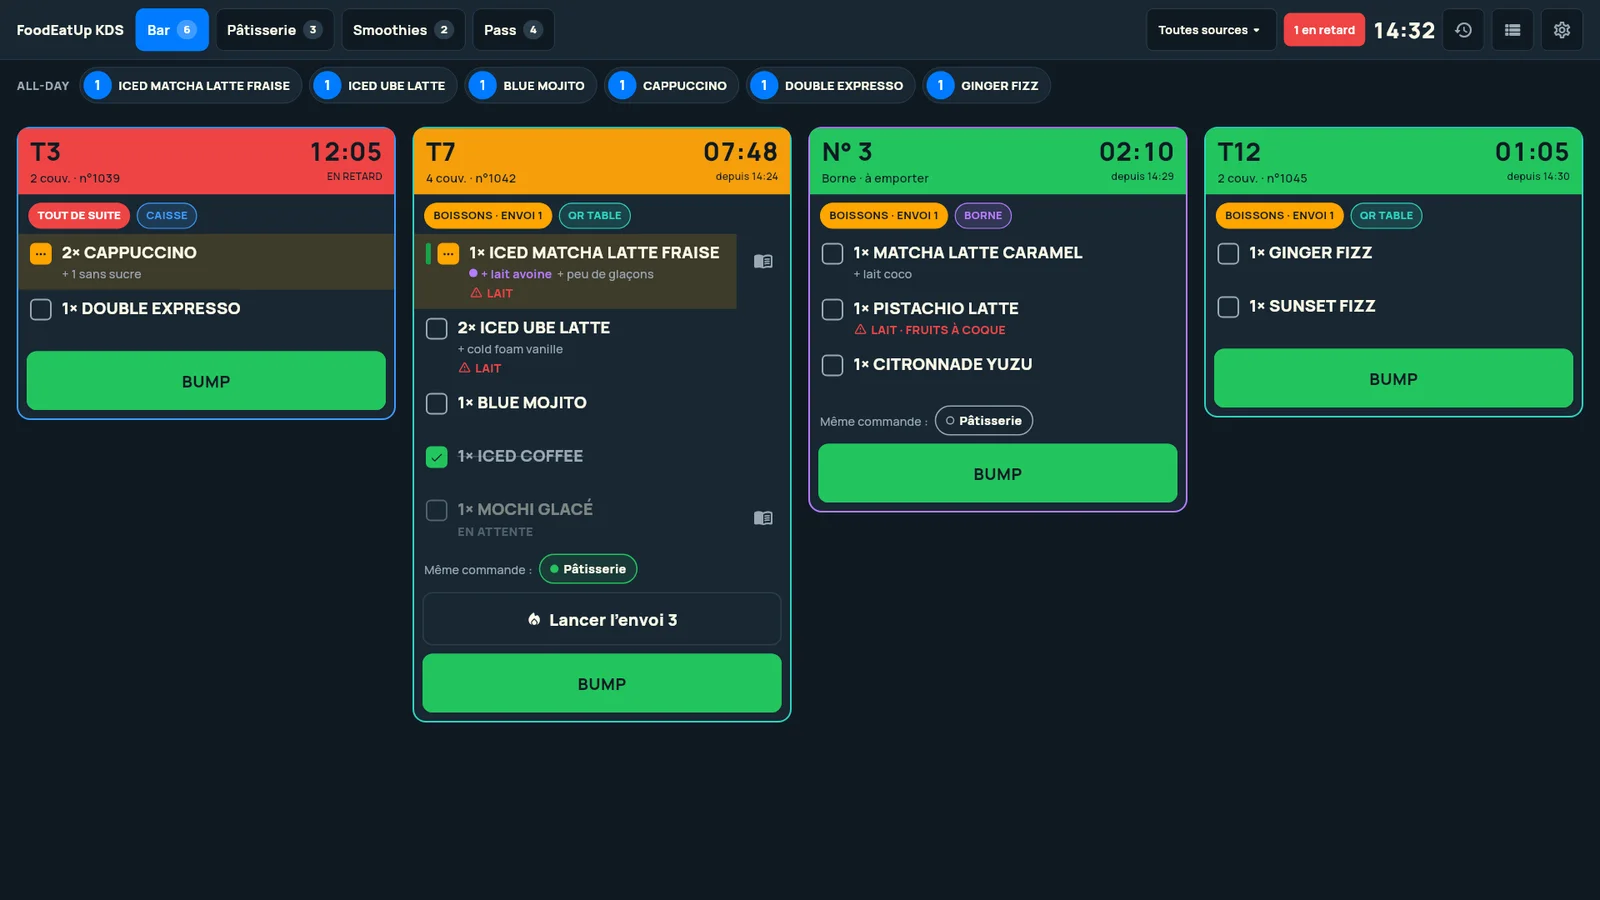 FoodEatUp KDS
Bar 6
Pâtisserie 3
Smoothies 2
Pass 4
Toutes sources
1 en retard
14:32
ALL-DAY
1 ICED MATCHA LATTE FRAISE
1 ICED UBE LATTE
1 BLUE MOJITO
1 CAPPUCCINO
1 DOUBLE EXPRESSO
1 GINGER FIZZ
T3 12:05
2 couv. · n°1039 EN RETARD
TOUT DE SUITE CAISSE
2× CAPPUCCINO
+ 1 sans sucre
1× DOUBLE EXPRESSO
BUMP
T7 07:48
4 couv. · n°1042 depuis 14:24
BOISSONS · ENVOI 1 QR TABLE
1× ICED MATCHA LATTE FRAISE
+ lait avoine + peu de glaçons
LAIT
2× ICED UBE LATTE
+ cold foam vanille
LAIT
1× BLUE MOJITO
1× ICED COFFEE
1× MOCHI GLACÉ
EN ATTENTE
Même commande : Pâtisserie
Lancer l'envoi 3
BUMP
N° 3 02:10
Borne · à emporter depuis 14:29
BOISSONS · ENVOI 1 BORNE
1× MATCHA LATTE CARAMEL
+ lait coco
1× PISTACHIO LATTE
LAIT · FRUITS À COQUE
1× CITRONNADE YUZU
Même commande : Pâtisserie
BUMP
T12 01:05
2 couv. · n°1045 depuis 14:30
BOISSONS · ENVOI 1 QR TABLE
1× GINGER FIZZ
1× SUNSET FIZZ
BUMP